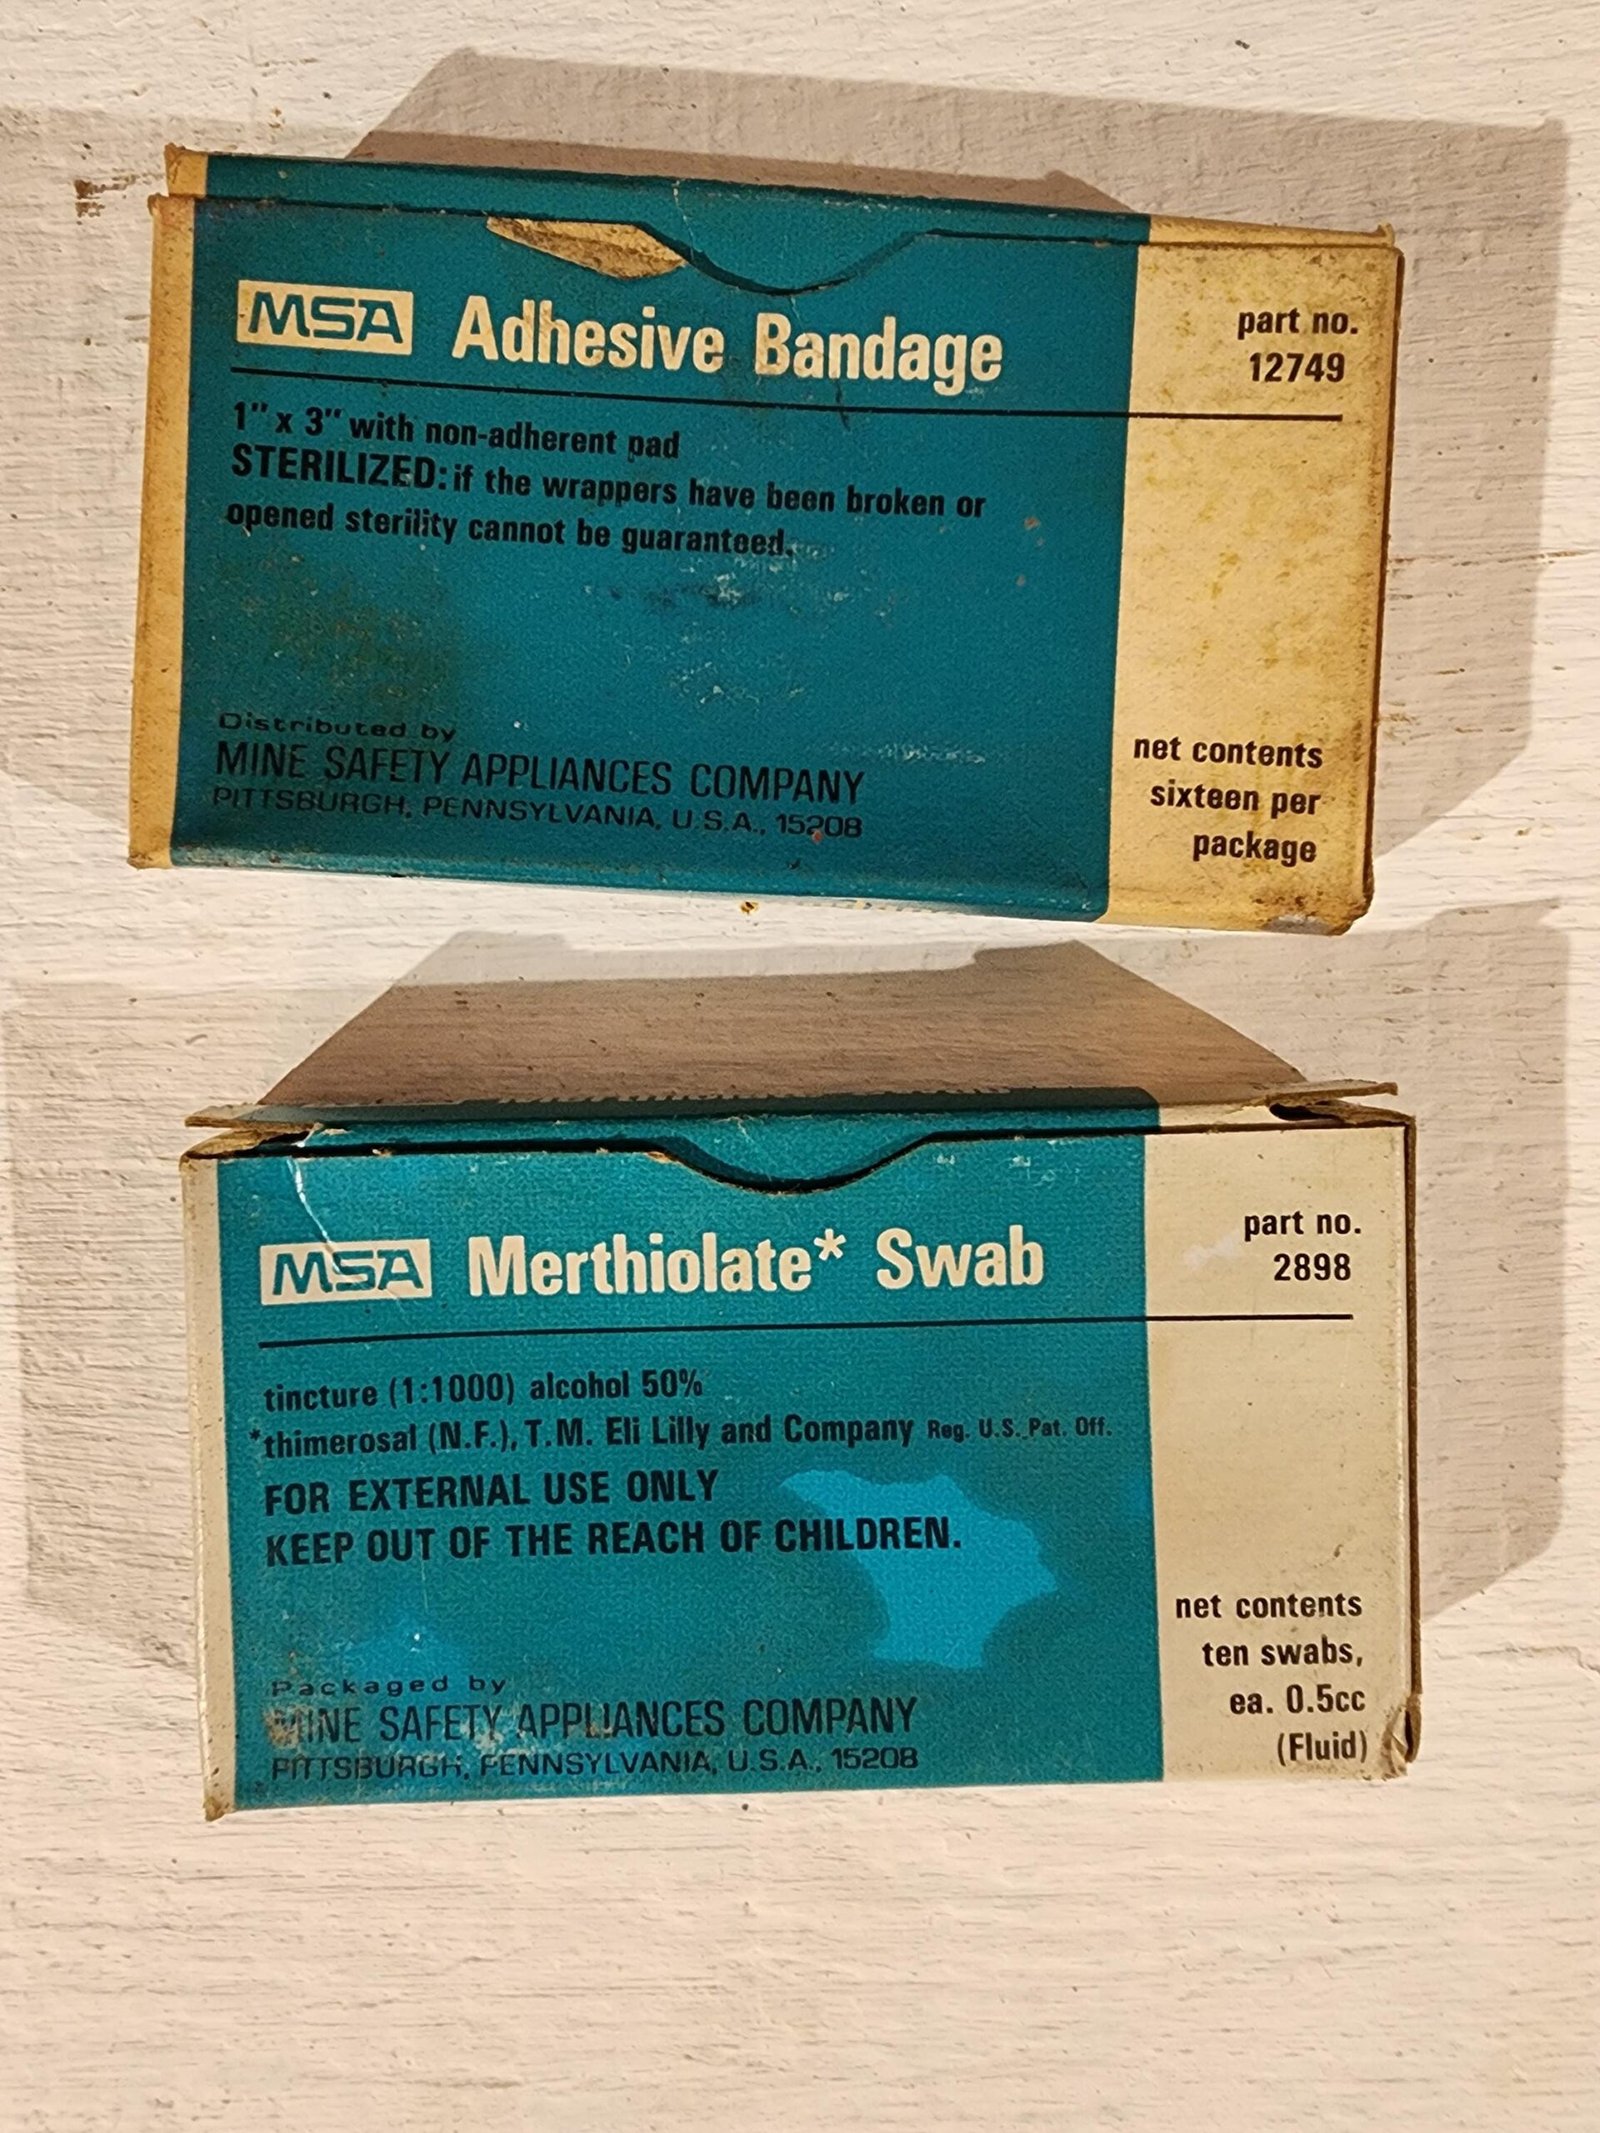 MSA Adhesive Bandage
part no.
12749
1" x 3" with non-adherent pad
STERILIZED: if the wrappers have been broken or
opened sterility cannot be guaranteed.
Distributed by
MINE SAFETY APPLIANCES COMPANY
PITTSBURGH, PENNSYLVANIA, U.S.A., 15208
net contents
sixteen per
package
MSA Merthiolate* Swab
part no.
2898
tincture (1:1000) alcohol 50%
*thimerosal (N.F.), T.M. Eli Lilly and Company Reg. U.S. Pat. Off.
FOR EXTERNAL USE ONLY
KEEP OUT OF THE REACH OF CHILDREN.
Packaged by
MINE SAFETY APPLIANCES COMPANY
PITTSBURGH, PENNSYLVANIA, U.S.A., 15208
net contents
ten swabs,
ea. 0.5cc
(Fluid)